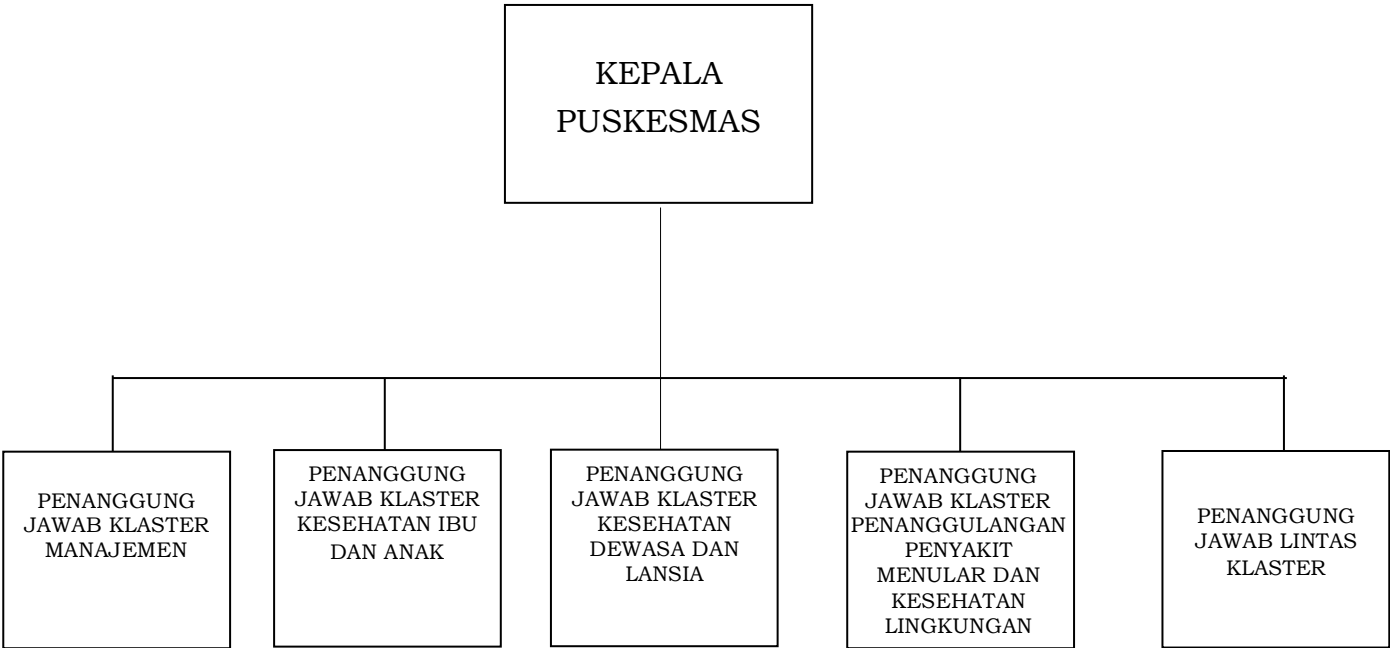 KEPALA
PUSKESMAS
PENANGGUNG
JAWAB KLASTER
MANAJEMEN
PENANGGUNG
JAWAB KLASTER
KESEHATAN IBU
DAN ANAK
PENANGGUNG
JAWAB KLASTER
KESEHATAN
DEWASA DAN
LANSIA
PENANGGUNG
JAWAB KLASTER
PENANGGULANGAN
PENYAKIT
MENULAR DAN
KESEHATAN
LINGKUNGAN
PENANGGUNG
JAWAB LINTAS
KLASTER